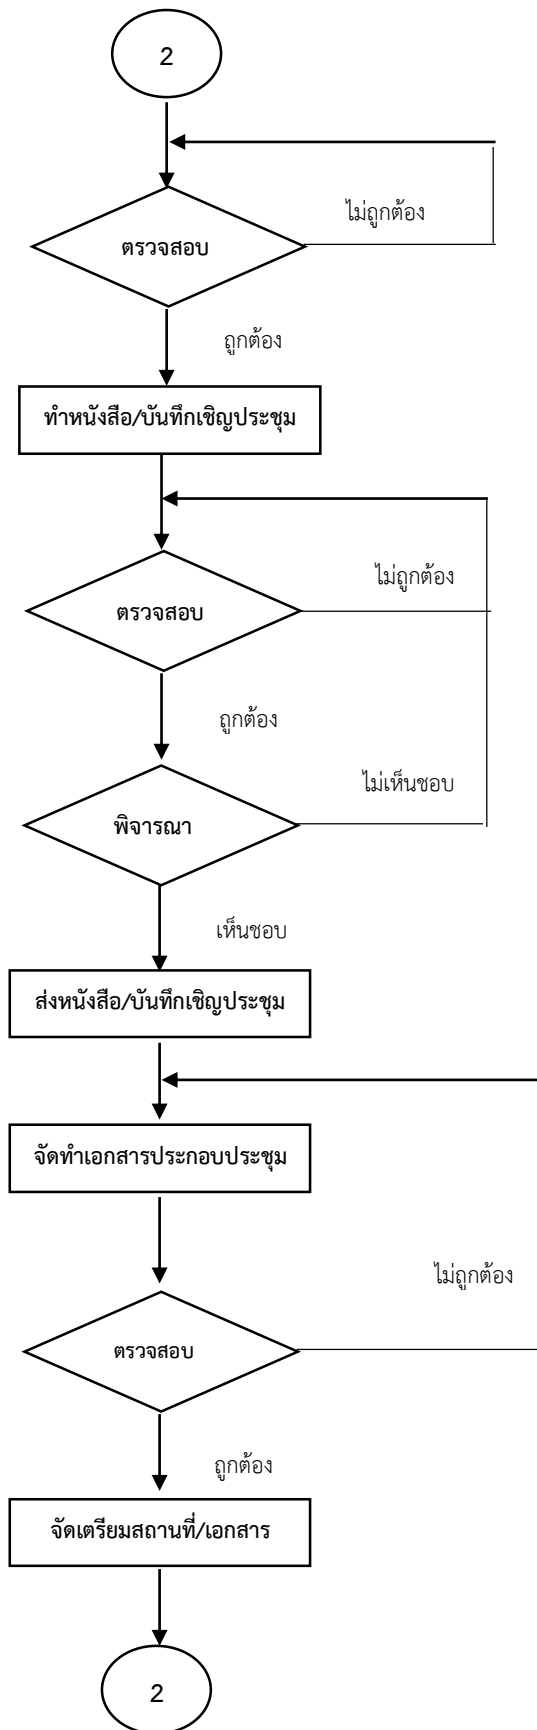 2
ไม่ถูกต้อง
ตรวจสอบ
ถูกต้อง
ทำหนังสือ/บันทึกเชิญประชุม
ไม่ถูกต้อง
ตรวจสอบ
ถูกต้อง
ไม่เห็นชอบ
พิจารณา
เห็นชอบ
ส่งหนังสือ/บันทึกเชิญประชุม
จัดทำเอกสารประกอบประชุม
ไม่ถูกต้อง
ตรวจสอบ
ถูกต้อง
จัดเตรียมสถานที่/เอกสาร
2